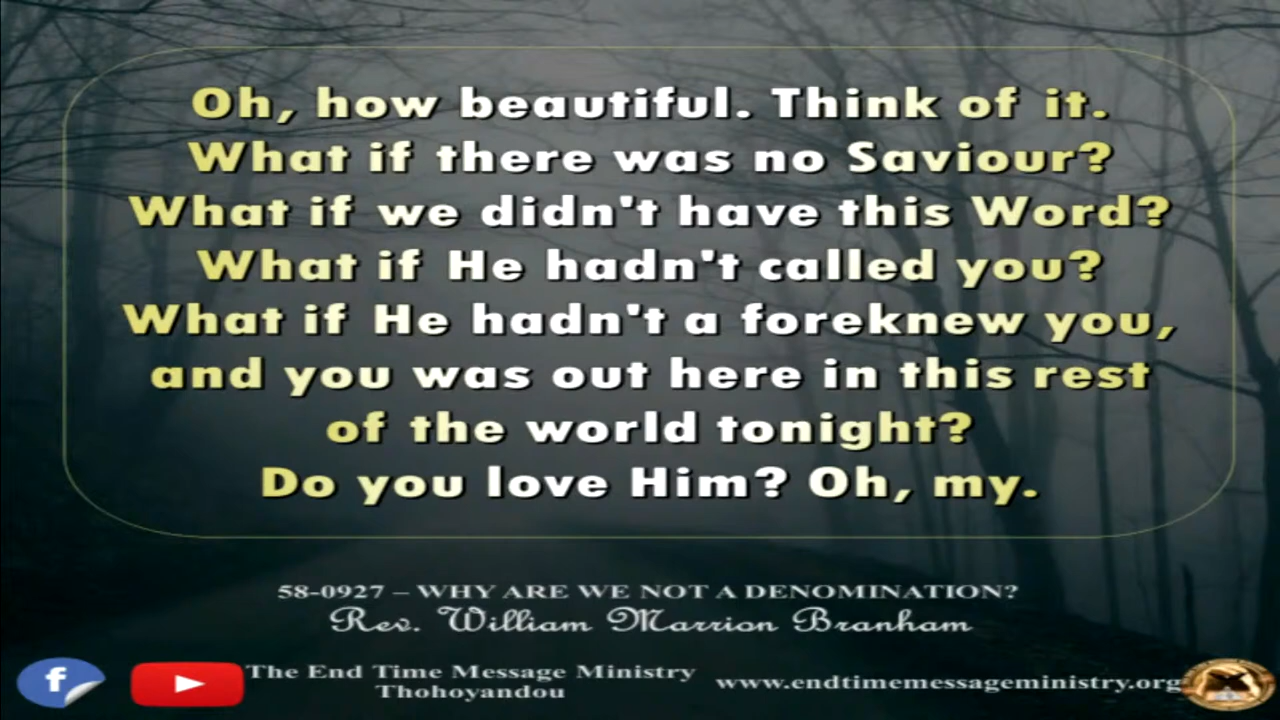 Oh, how beautiful. Think of it.
What if there was no Saviour?
What if we didn't have this Word?
What if He hadn't called you?
What if He hadn't a foreknew you,
and you was out here in this rest
of the world tonight?
Do you love Him? Oh, my.
58-0927 – WHY ARE WE NOT A DENOMINATION?
Rev. William Marrion Branham
The End Time Message Ministry
Thohoyandou
www.endtimemessageministry.org